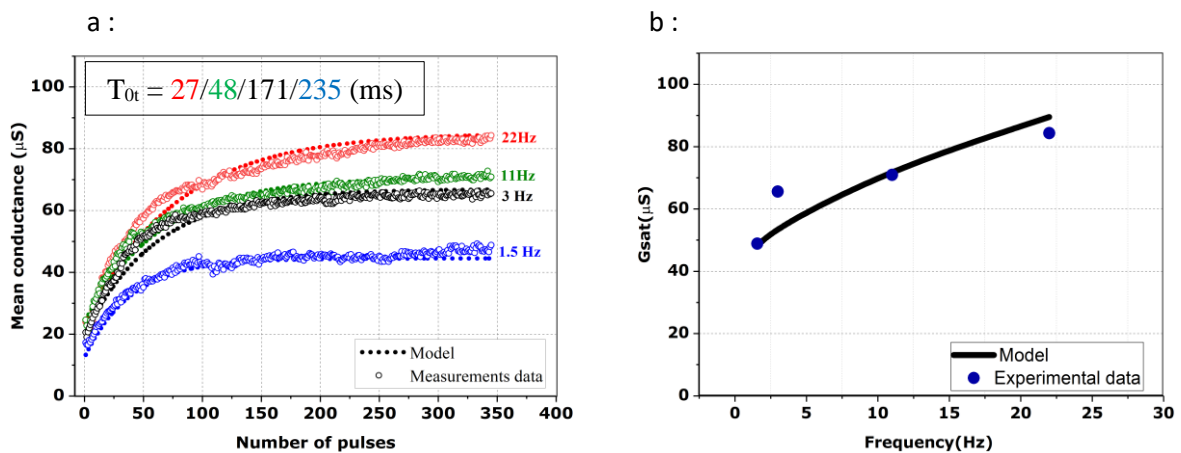 a :
b :
T0t = 27/48/171/235 (ms)
100
80
60
40
20
0
Mean conductance (μS)
22Hz
11Hz
3 Hz
1.5 Hz
Model
Measurements data
0 50 100 150 200 250 300 350 400
Number of pulses
100
80
60
40
20
0
Gsat(μS)
Model
Experimental data
0 5 10 15 20 25 30
Frequency(Hz)